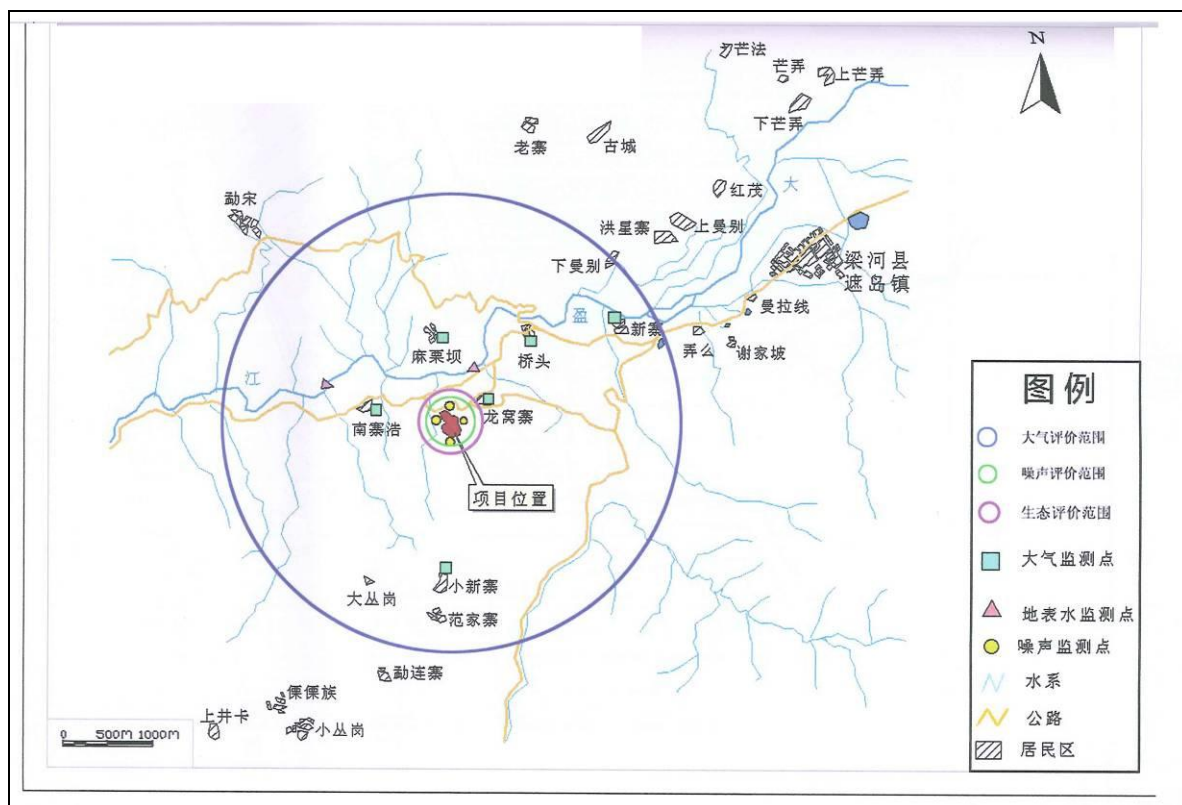 N
芒法
芒弄
上芒弄
下芒弄
老寨
古城
勐宋
红茂
大
洪星寨
上曼别
下曼别
梁河县
遮岛镇
曼拉线
盈
新寨
弄么
谢家坡
麻栗坝
桥头
江
南寨浩
龙窝寨
项目位置
大丛岗
小新寨
范家寨
勐连寨
傈傈族
上井卡
小丛岗
0 500M 1000M
图例
大气评价范围
噪声评价范围
生态评价范围
大气监测点
地表水监测点
噪声监测点
水系
公路
居民区